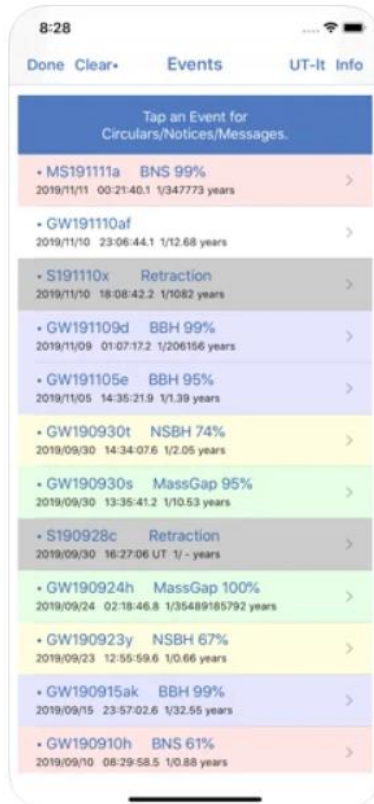 8:28
Done Clear• Events UT-lt Info
Tap an Event for
Circulars/Notices/Messages.
• MS191111a BNS 99%
2019/11/11 00:21:40.1 1/347773 years
• GW191110af
2019/11/10 23:06:44.1 1/12.68 years
• S191110x Retraction
2019/11/10 18:08:42.2 1/1082 years
• GW191109d BBH 99%
2019/11/09 01:07:17.2 1/206156 years
• GW191105e BBH 95%
2019/11/05 14:35:21.9 1/1.39 years
• GW190930t NSBH 74%
2019/09/30 14:34:07.6 1/2.05 years
• GW190930s MassGap 95%
2019/09/30 13:35:41.2 1/10.53 years
• S190928c Retraction
2019/09/30 16:27:06 UT 1/ - years
• GW190924h MassGap 100%
2019/09/24 02:18:46.8 1/35489185792 years
• GW190923y NSBH 67%
2019/09/23 12:55:59.6 1/0.66 years
• GW190915ak BBH 99%
2019/09/15 23:57:02.6 1/32.55 years
• GW190910h BNS 61%
2019/09/10 08:29:58.5 1/0.88 years